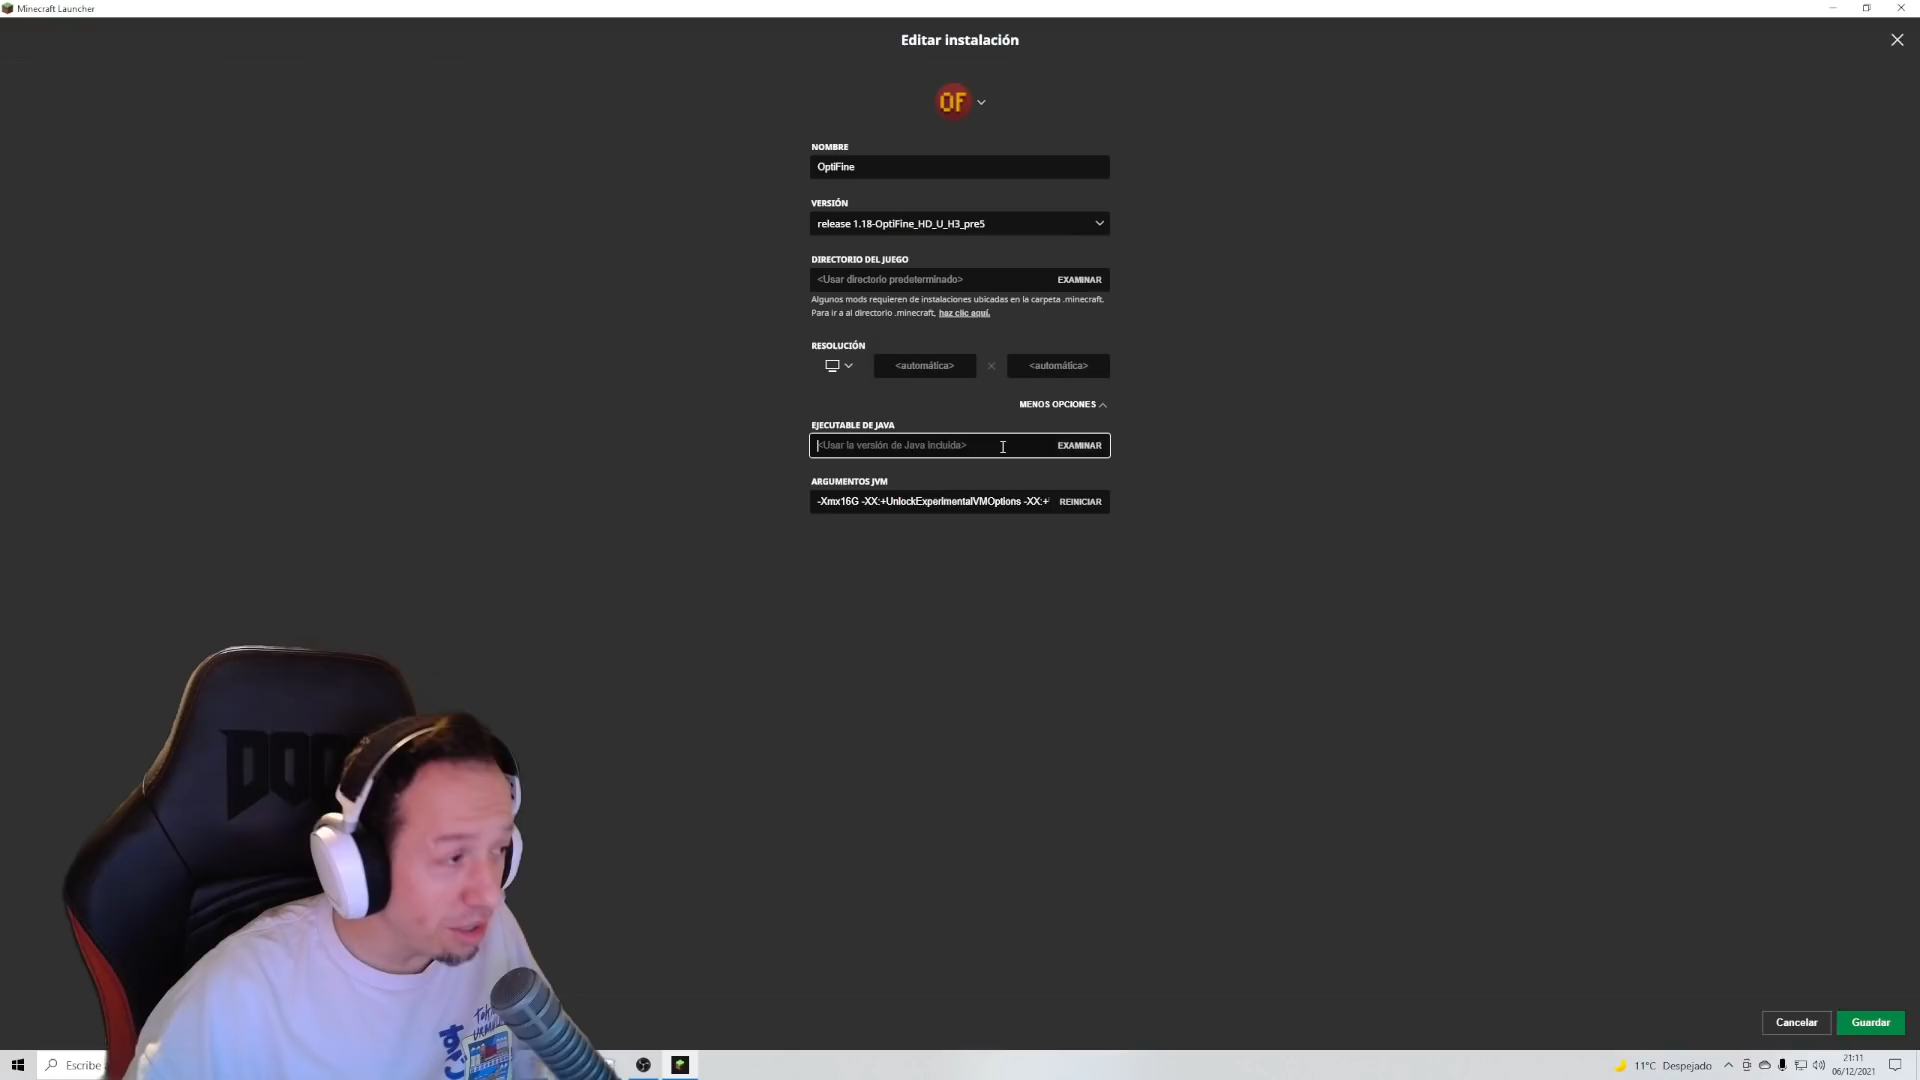 Minecraft Launcher
Editar instalación
OF
NOMBRE
OptiFine
VERSIÓN
release 1.18-OptiFine_HD_U_H3_pre5
DIRECTORIO DEL JUEGO
<Usar directorio predeterminado>
EXAMINAR
Algunos mods requieren de instalaciones ubicadas en la carpeta .minecraft.
Para ir a al directorio .minecraft, haz clic aquí.
RESOLUCIÓN
<automática>
<automática>
MENOS OPCIONES
EJECUTABLE DE JAVA
<Usar la versión de Java incluida>
EXAMINAR
ARGUMENTOS JVM
-Xmx16G -XX:+UnlockExperimentalVMOptions -XX:+
REINICIAR
Cancelar
Guardar
Escribe
11°C Despejado
21:11
06/12/2021